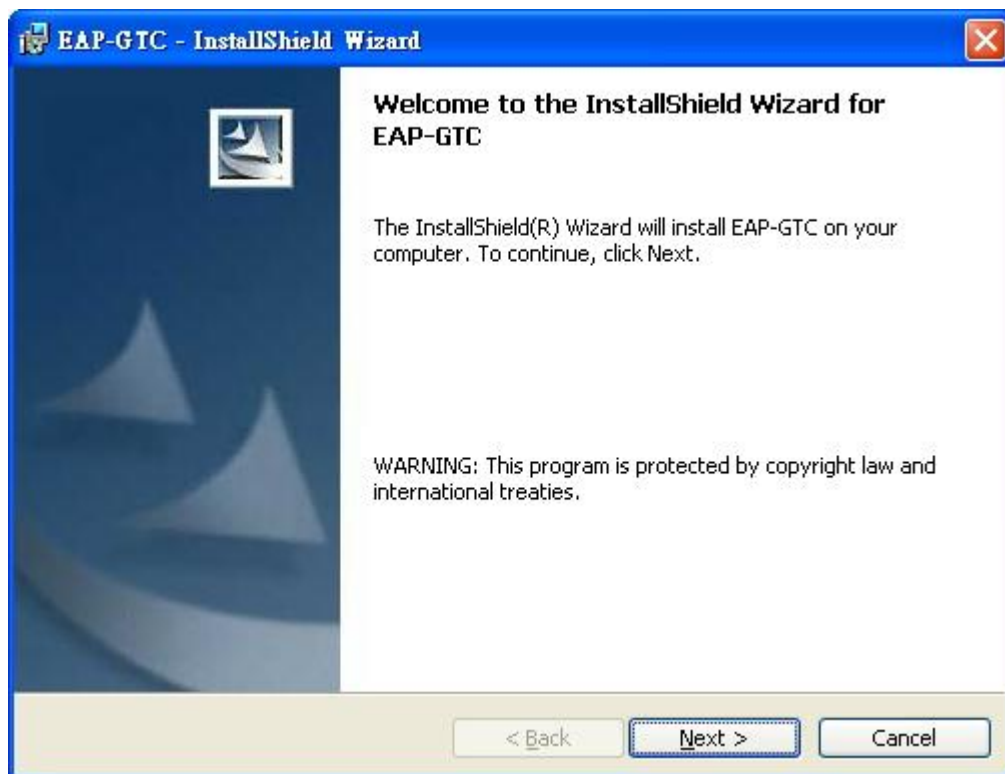 EAP-GTC - InstallShield Wizard
Welcome to the InstallShield Wizard for
EAP-GTC
The InstallShield(R) Wizard will install EAP-GTC on your
computer. To continue, click Next.
WARNING: This program is protected by copyright law and
international treaties.
< Back
Next >
Cancel